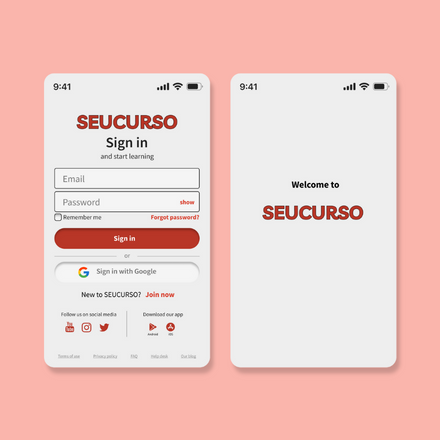 9:41
SEUCURSO
Sign in
and start learning
Email
Password show
Remember me Forgot password?
Sign in
or
Sign in with Google
New to SEUCURSO? Join now
Follow us on social media
Download our app
You
Tube
Android
iOS
Terms of use Privacy policy FAQ Help desk Our blog
9:41
Welcome to
SEUCURSO